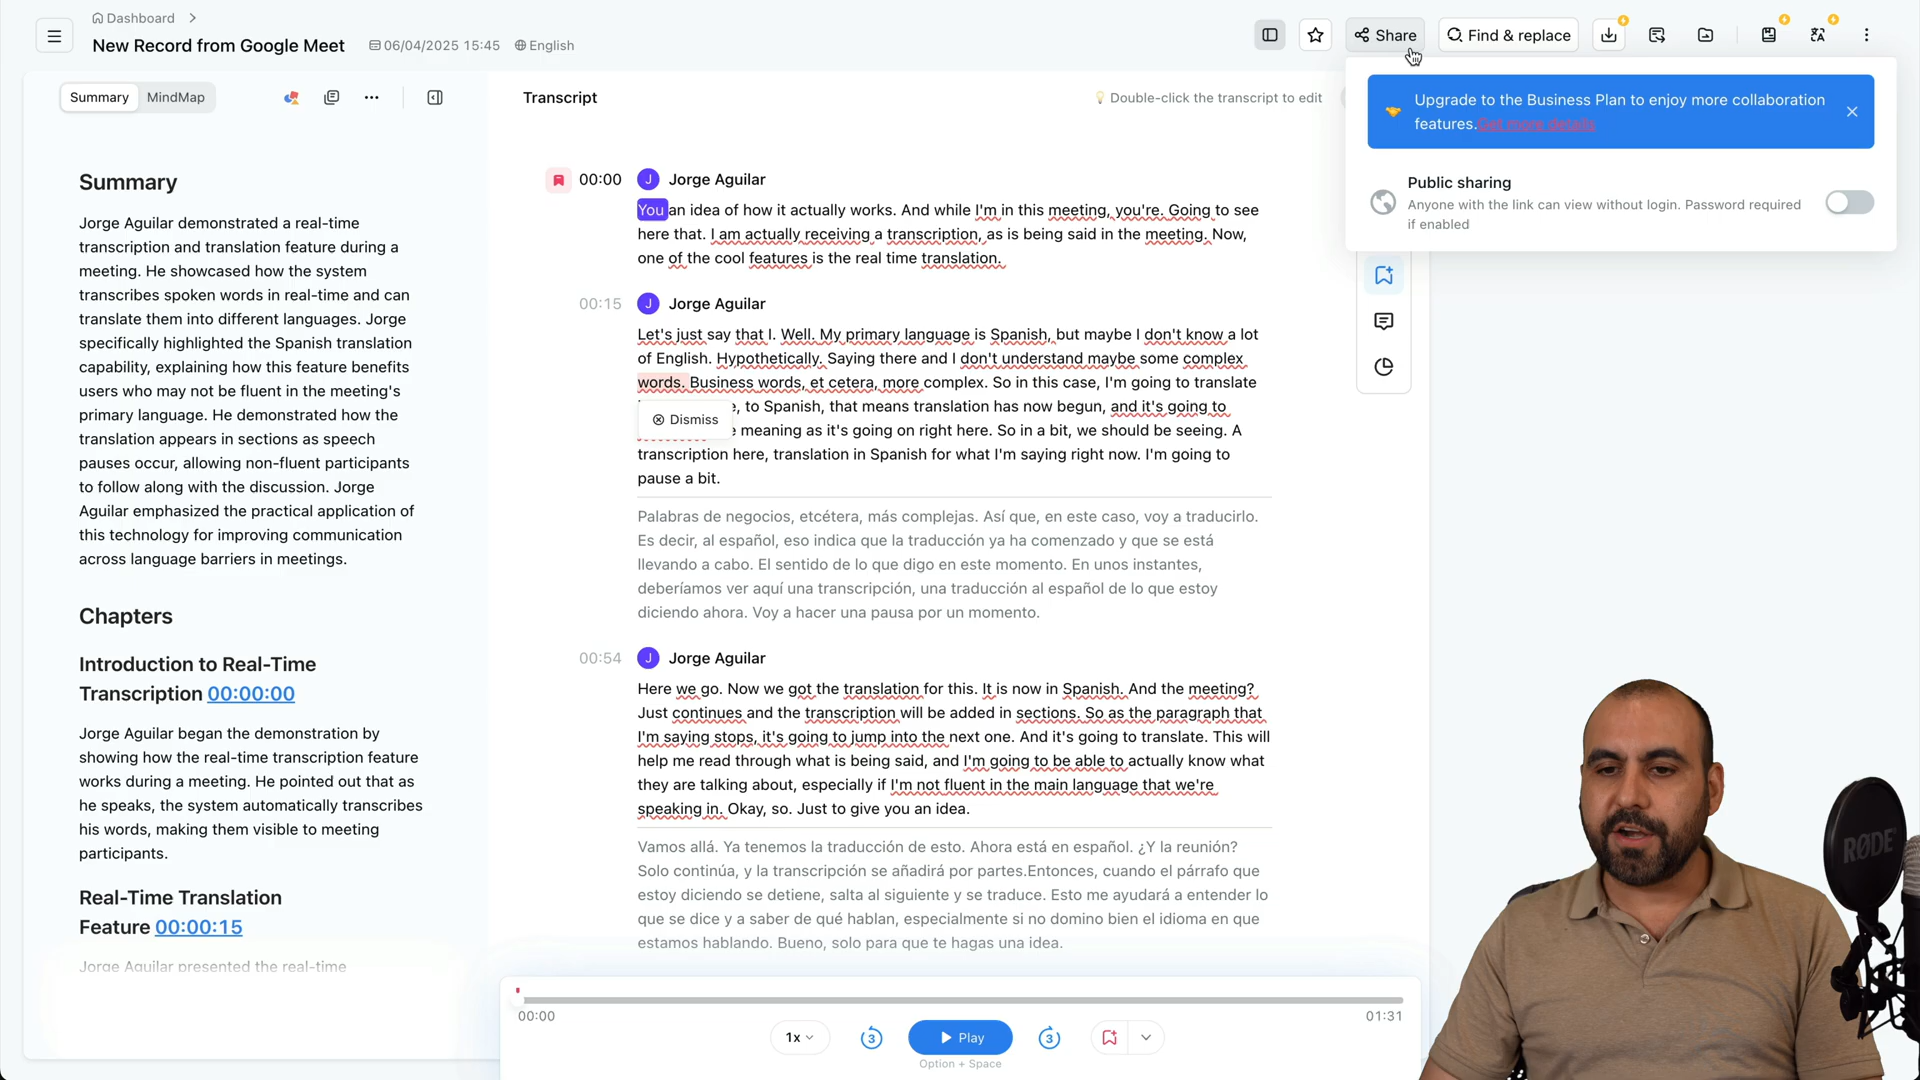 Dashboard
New Record from Google Meet
06/04/2025 15:45
English
Share
Find & replace
Summary
MindMap
Transcript
Double-click the transcript to edit
Upgrade to the Business Plan to enjoy more collaboration
features. Get more details
Public sharing
Anyone with the link can view without login. Password required
if enabled
Summary
Jorge Aguilar demonstrated a real-time
transcription and translation feature during a
meeting. He showcased how the system
transcribes spoken words in real-time and can
translate them into different languages. Jorge
specifically highlighted the Spanish translation
capability, explaining how this feature benefits
users who may not be fluent in the meeting's
primary language. He demonstrated how the
translation appears in sections as speech
pauses occur, allowing non-fluent participants
to follow along with the discussion. Jorge
Aguilar emphasized the practical application of
this technology for improving communication
across language barriers in meetings.
Chapters
Introduction to Real-Time
Transcription 00:00:00
Jorge Aguilar began the demonstration by
showing how the real-time transcription feature
works during a meeting. He pointed out that as
he speaks, the system automatically transcribes
his words, making them visible to meeting
participants.
Real-Time Translation
Feature 00:00:15
Jorge Aguilar presented the real-time
00:00 J Jorge Aguilar
You an idea of how it actually works. And while I'm in this meeting, you're. Going to see
here that. I am actually receiving a transcription, as is being said in the meeting. Now,
one of the cool features is the real time translation.
00:15 J Jorge Aguilar
Let's just say that I. Well. My primary language is Spanish, but maybe I don't know a lot
of English. Hypothetically. Saying there and I don't understand maybe some complex
words. Business words, et cetera, more complex. So in this case, I'm going to translate
e, to Spanish, that means translation has now begun, and it's going to
Dismiss
e meaning as it's going on right here. So in a bit, we should be seeing. A
transcription here, translation in Spanish for what I'm saying right now. I'm going to
pause a bit.
Palabras de negocios, etcétera, más complejas. Así que, en este caso, voy a traducirlo.
Es decir, al español, eso indica que la traducción ya ha comenzado y que se está
llevando a cabo. El sentido de lo que digo en este momento. En unos instantes,
deberíamos ver aquí una transcripción, una traducción al español de lo que estoy
diciendo ahora. Voy a hacer una pausa por un momento.
00:54 J Jorge Aguilar
Here we go. Now we got the translation for this. It is now in Spanish. And the meeting?
Just continues and the transcription will be added in sections. So as the paragraph that
I'm saying stops, it's going to jump into the next one. And it's going to translate. This will
help me read through what is being said, and I'm going to be able to actually know what
they are talking about, especially if I'm not fluent in the main language that we're
speaking in. Okay, so. Just to give you an idea.
Vamos allá. Ya tenemos la traducción de esto. Ahora está en español. ¿Y la reunión?
Solo continúa, y la transcripción se añadirá por partes.Entonces, cuando el párrafo que
estoy diciendo se detiene, salta al siguiente y se traduce. Esto me ayudará a entender lo
que se dice y a saber de qué hablan, especialmente si no domino bien el idioma en que
estamos hablando. Bueno, solo para que te hagas una idea.
00:00
01:31
1x
3
Play
3
Option + Space
RØDE